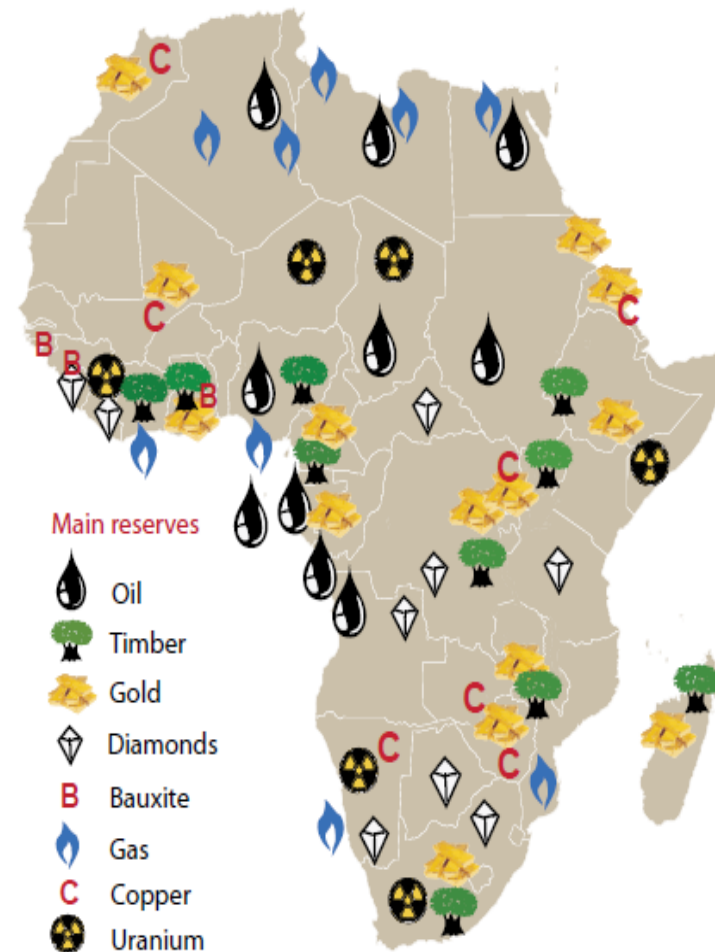 C
C
C
B
B
B
C
C
C
C
Main reserves
Oil
Timber
Gold
Diamonds
B Bauxite
Gas
C Copper
Uranium